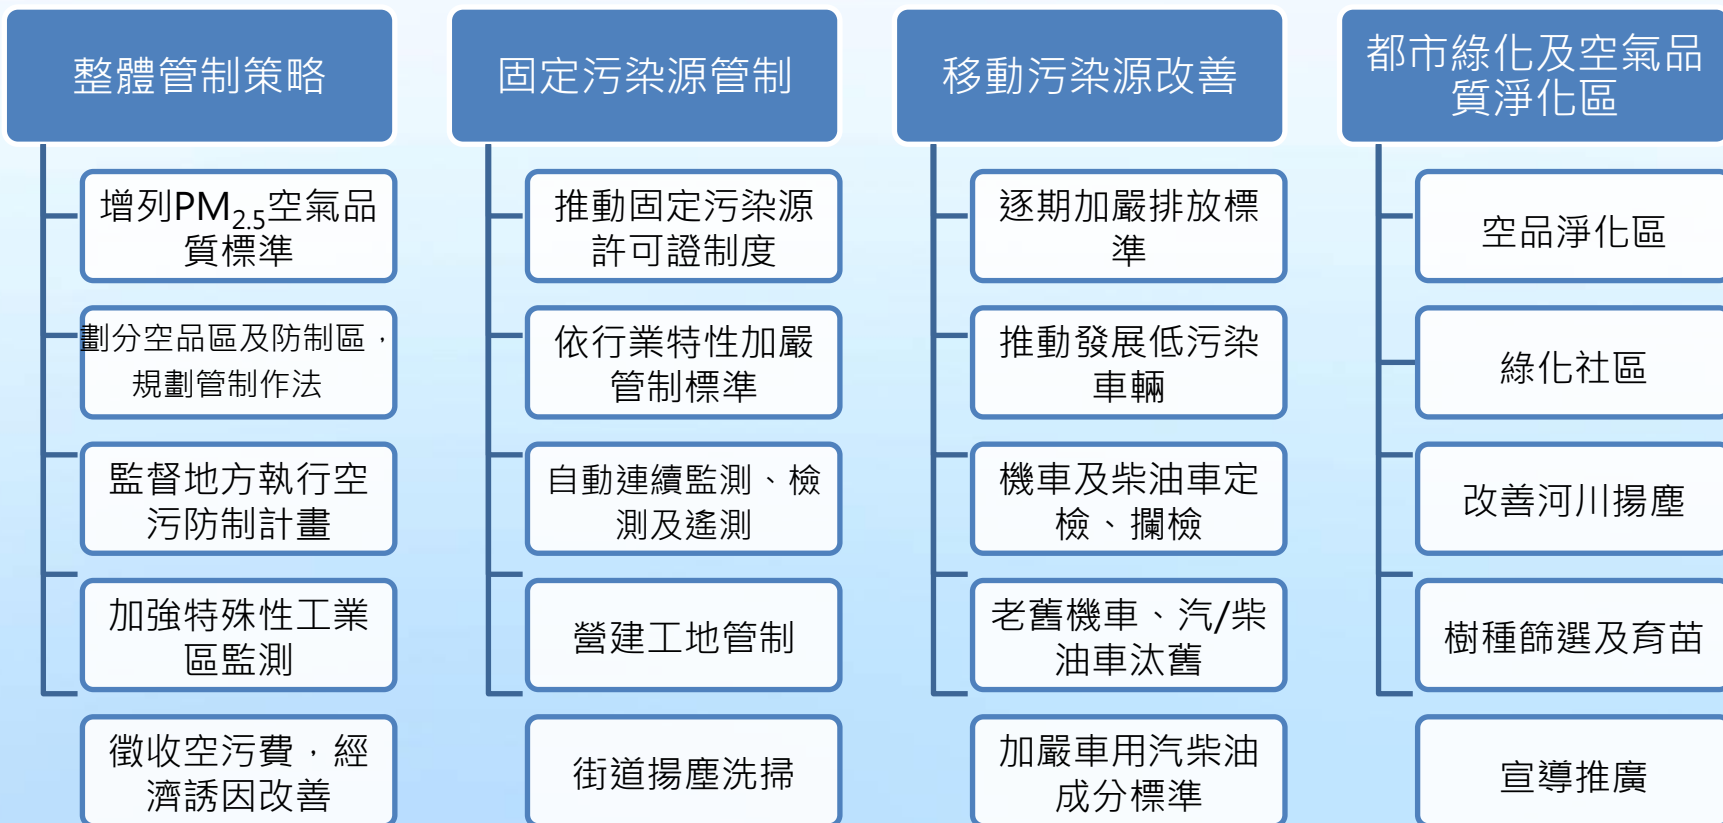 整體管制策略
增列PM2.5空氣品
質標準
劃分空品區及防制區，
規劃管制作法
監督地方執行空
污防制計畫
加強特殊性工業
區監測
徵收空污費，經
濟誘因改善
固定污染源管制
推動固定污染源
許可證制度
依行業特性加嚴
管制標準
自動連續監測、檢
測及遙測
營建工地管制
街道揚塵洗掃
移動污染源改善
逐期加嚴排放標
準
推動發展低污染
車輛
機車及柴油車定
檢、攔檢
老舊機車、汽/柴
油車汰舊
加嚴車用汽柴油
成分標準
都市綠化及空氣品
質淨化區
空品淨化區
綠化社區
改善河川揚塵
樹種篩選及育苗
宣導推廣